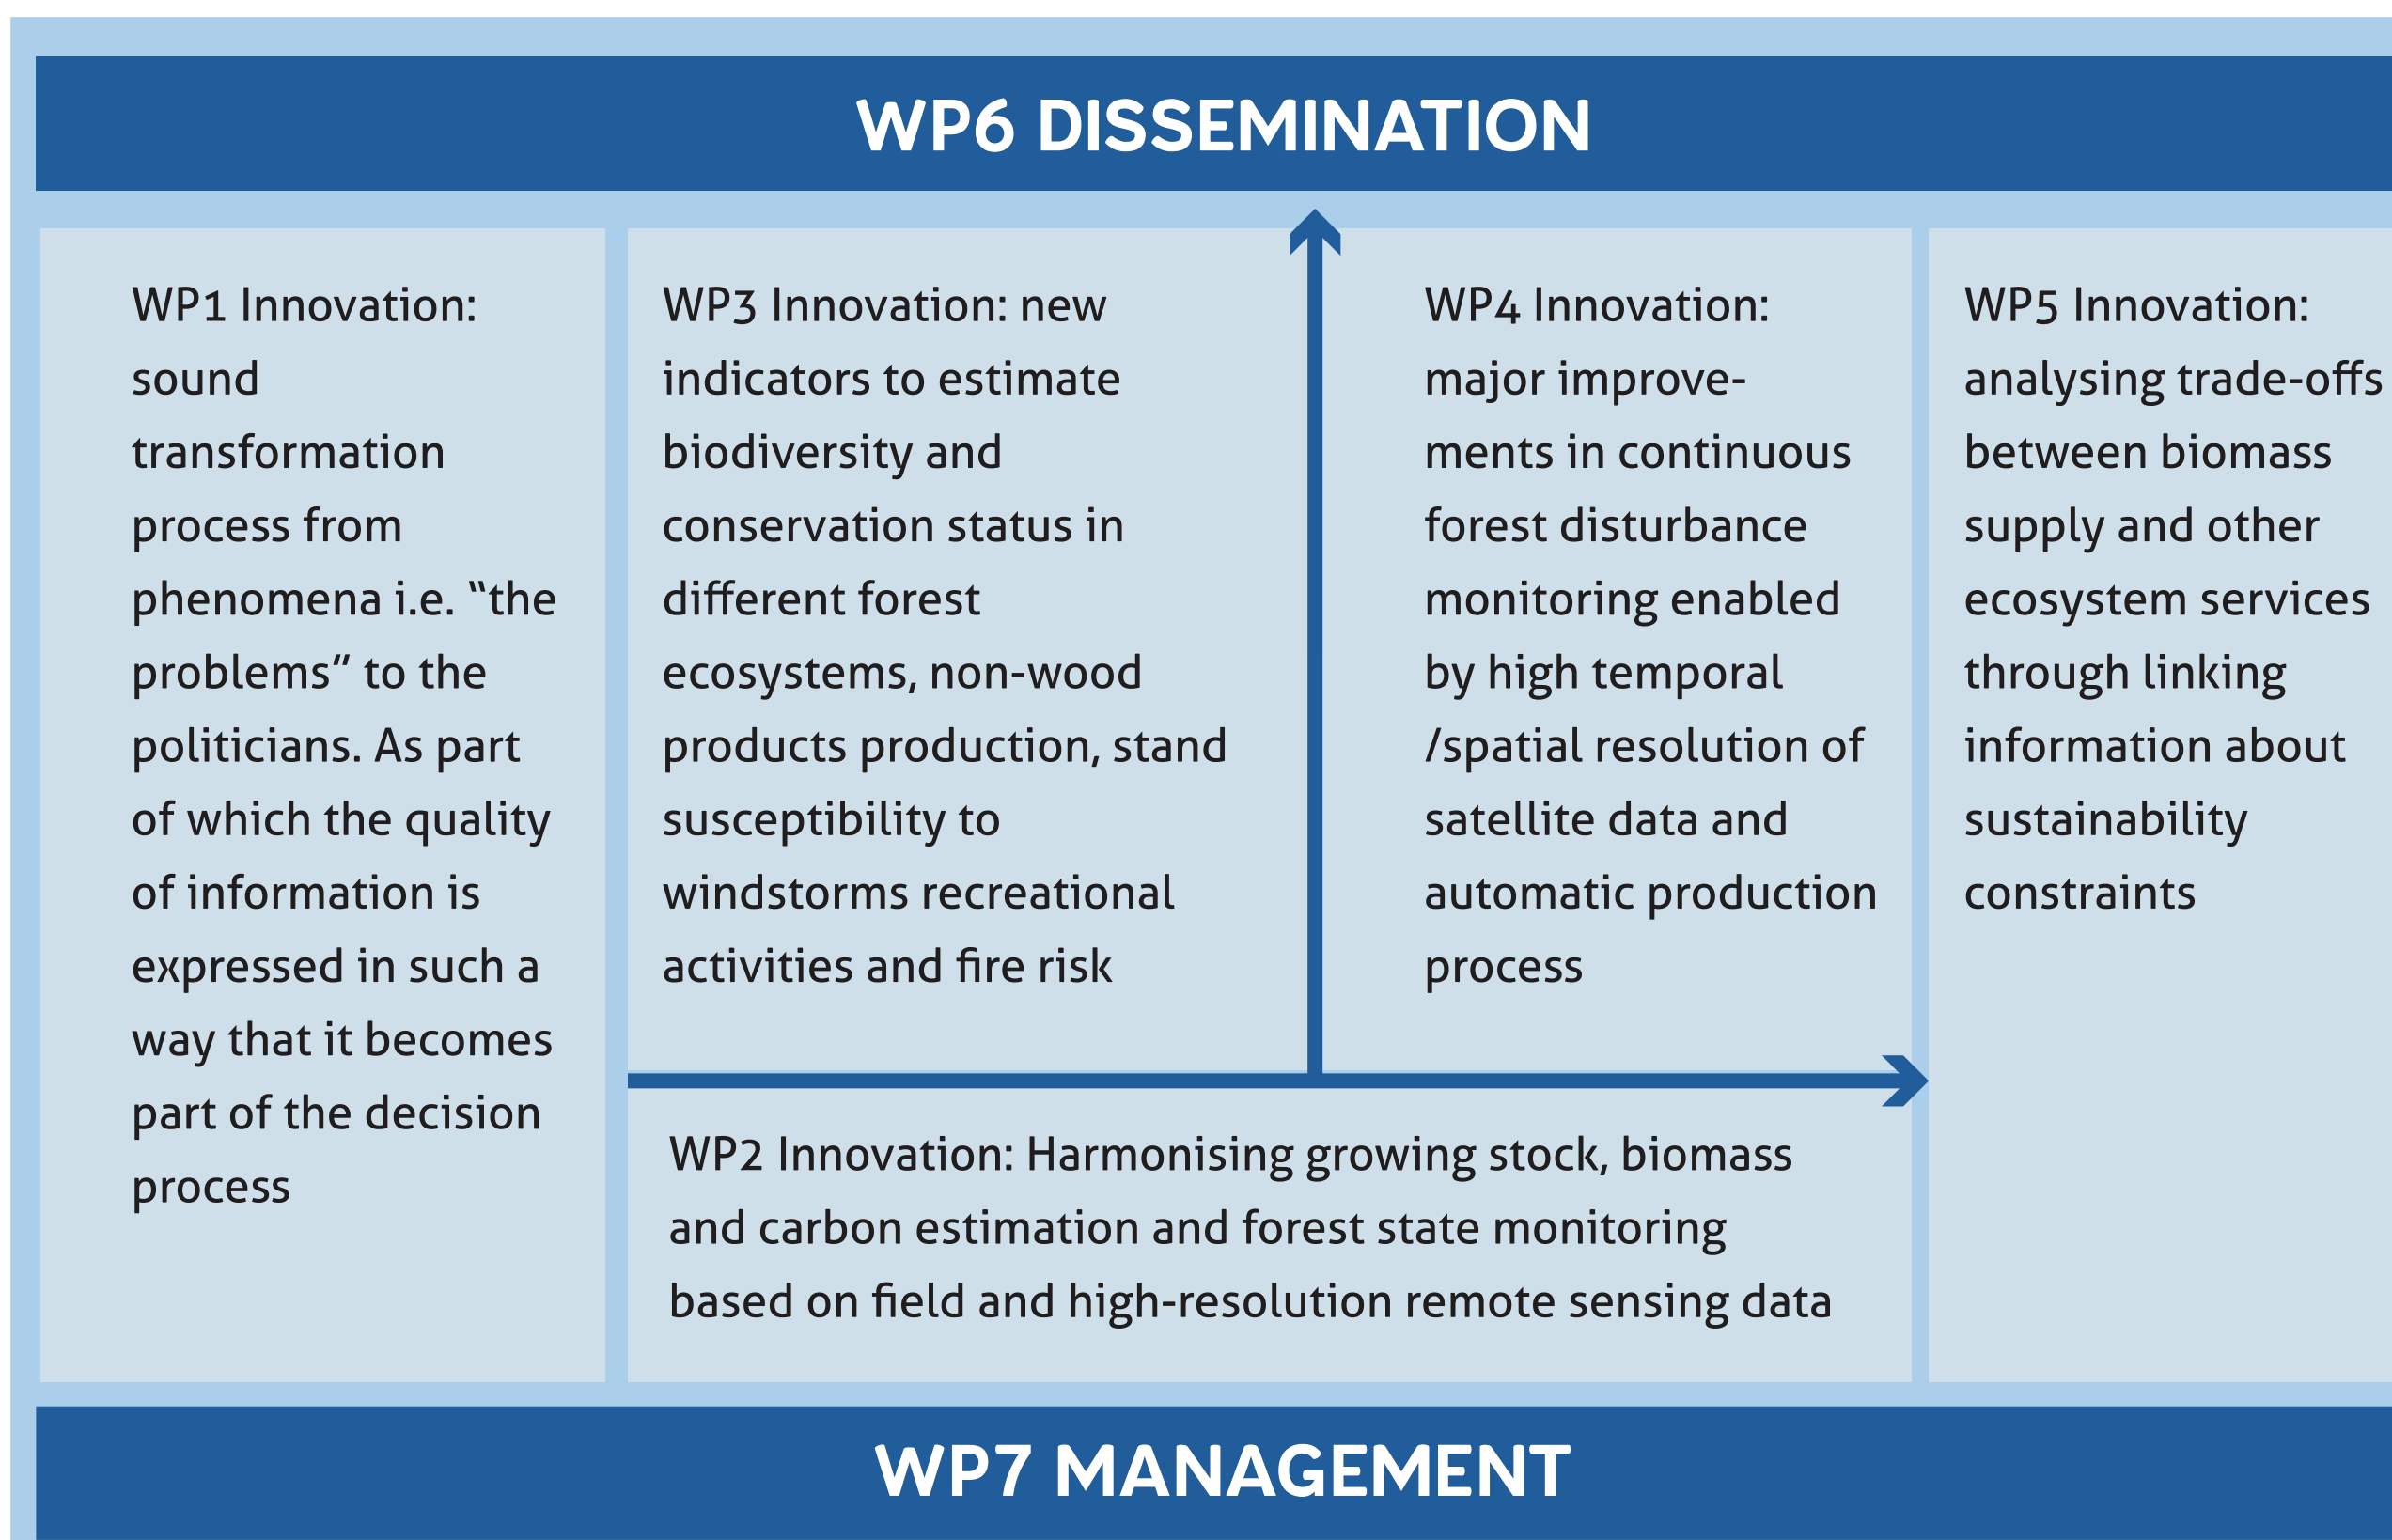 WP6 DISSEMINATION
WP1 Innovation:
sound
transformation
process from
phenomena i.e. “the
problems” to the
politicians. As part
of which the quality
of information is
expressed in such a
way that it becomes
part of the decision
process
WP3 Innovation: new
indicators to estimate
biodiversity and
conservation status in
different forest
ecosystems, non-wood
products production, stand
susceptibility to
windstorms recreational
activities and fire risk
WP4 Innovation:
major improve-
ments in continuous
forest disturbance
monitoring enabled
by high temporal
/spatial resolution of
satellite data and
automatic production
process
WP5 Innovation:
analysing trade-offs
between biomass
supply and other
ecosystem services
through linking
information about
sustainability
constraints
WP2 Innovation: Harmonising growing stock, biomass
and carbon estimation and forest state monitoring
based on field and high-resolution remote sensing data
WP7 MANAGEMENT